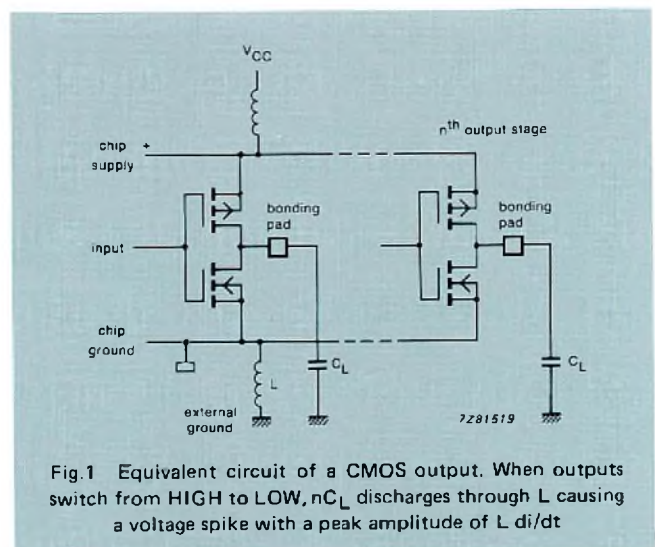 V_CC
n^th output stage
chip +
supply
bonding
pad
bonding
pad
input
chip
ground
L
C_L
C_L
external
ground
7Z81519
Fig.1 Equivalent circuit of a CMOS output. When outputs
switch from HIGH to LOW, nC_L discharges through L causing
a voltage spike with a peak amplitude of L di/dt